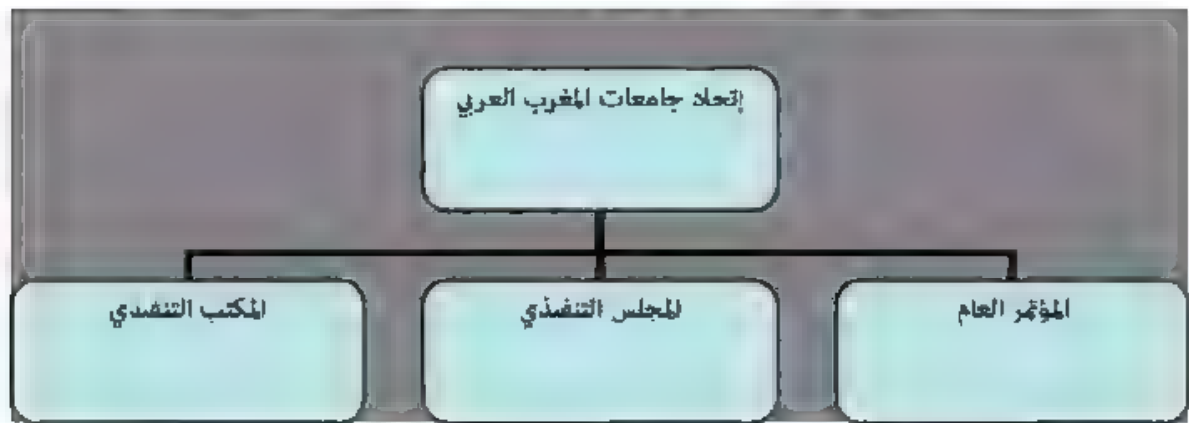 إتحاد جامعات المغرب العربي
المؤتمر العام
المجلس التنفيذي
المكتب التنفيذي